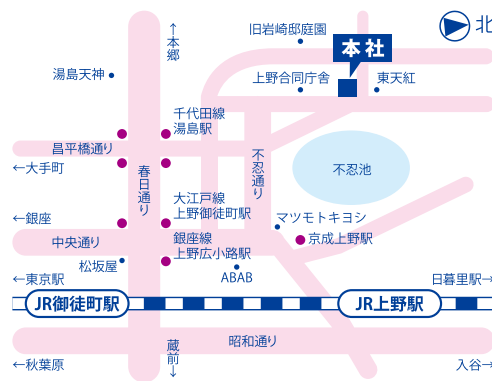 ↑本郷
北
旧岩崎邸庭園
本社
湯島天神
上野合同庁舎
東天紅
千代田線
湯島駅
昌平橋通り
←大手町
春日通り
不忍通り
不忍池
大江戸線
上野御徒町駅
←銀座
マツモトキヨシ
中央通り
銀座線
上野広小路駅
京成上野駅
松坂屋
ABAB
←東京駅
日暮里駅→
JR御徒町駅
JR上野駅
昭和通り
蔵前↓
←秋葉原
入谷→